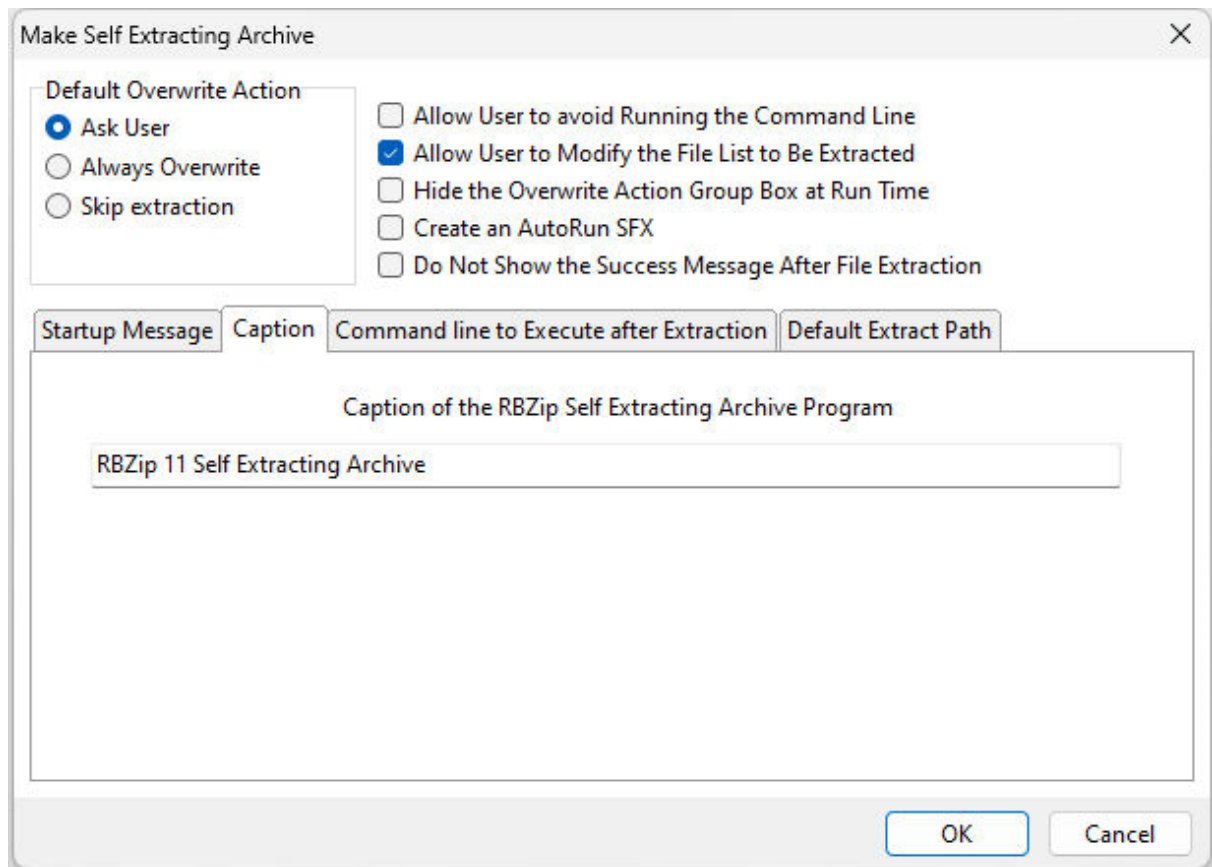 Make Self Extracting Archive
Default Overwrite Action
Ask User
Always Overwrite
Skip extraction
Allow User to avoid Running the Command Line
Allow User to Modify the File List to Be Extracted
Hide the Overwrite Action Group Box at Run Time
Create an AutoRun SFX
Do Not Show the Success Message After File Extraction
Startup Message Caption Command line to Execute after Extraction Default Extract Path
Caption of the RBZip Self Extracting Archive Program
RBZip 11 Self Extracting Archive
OK Cancel